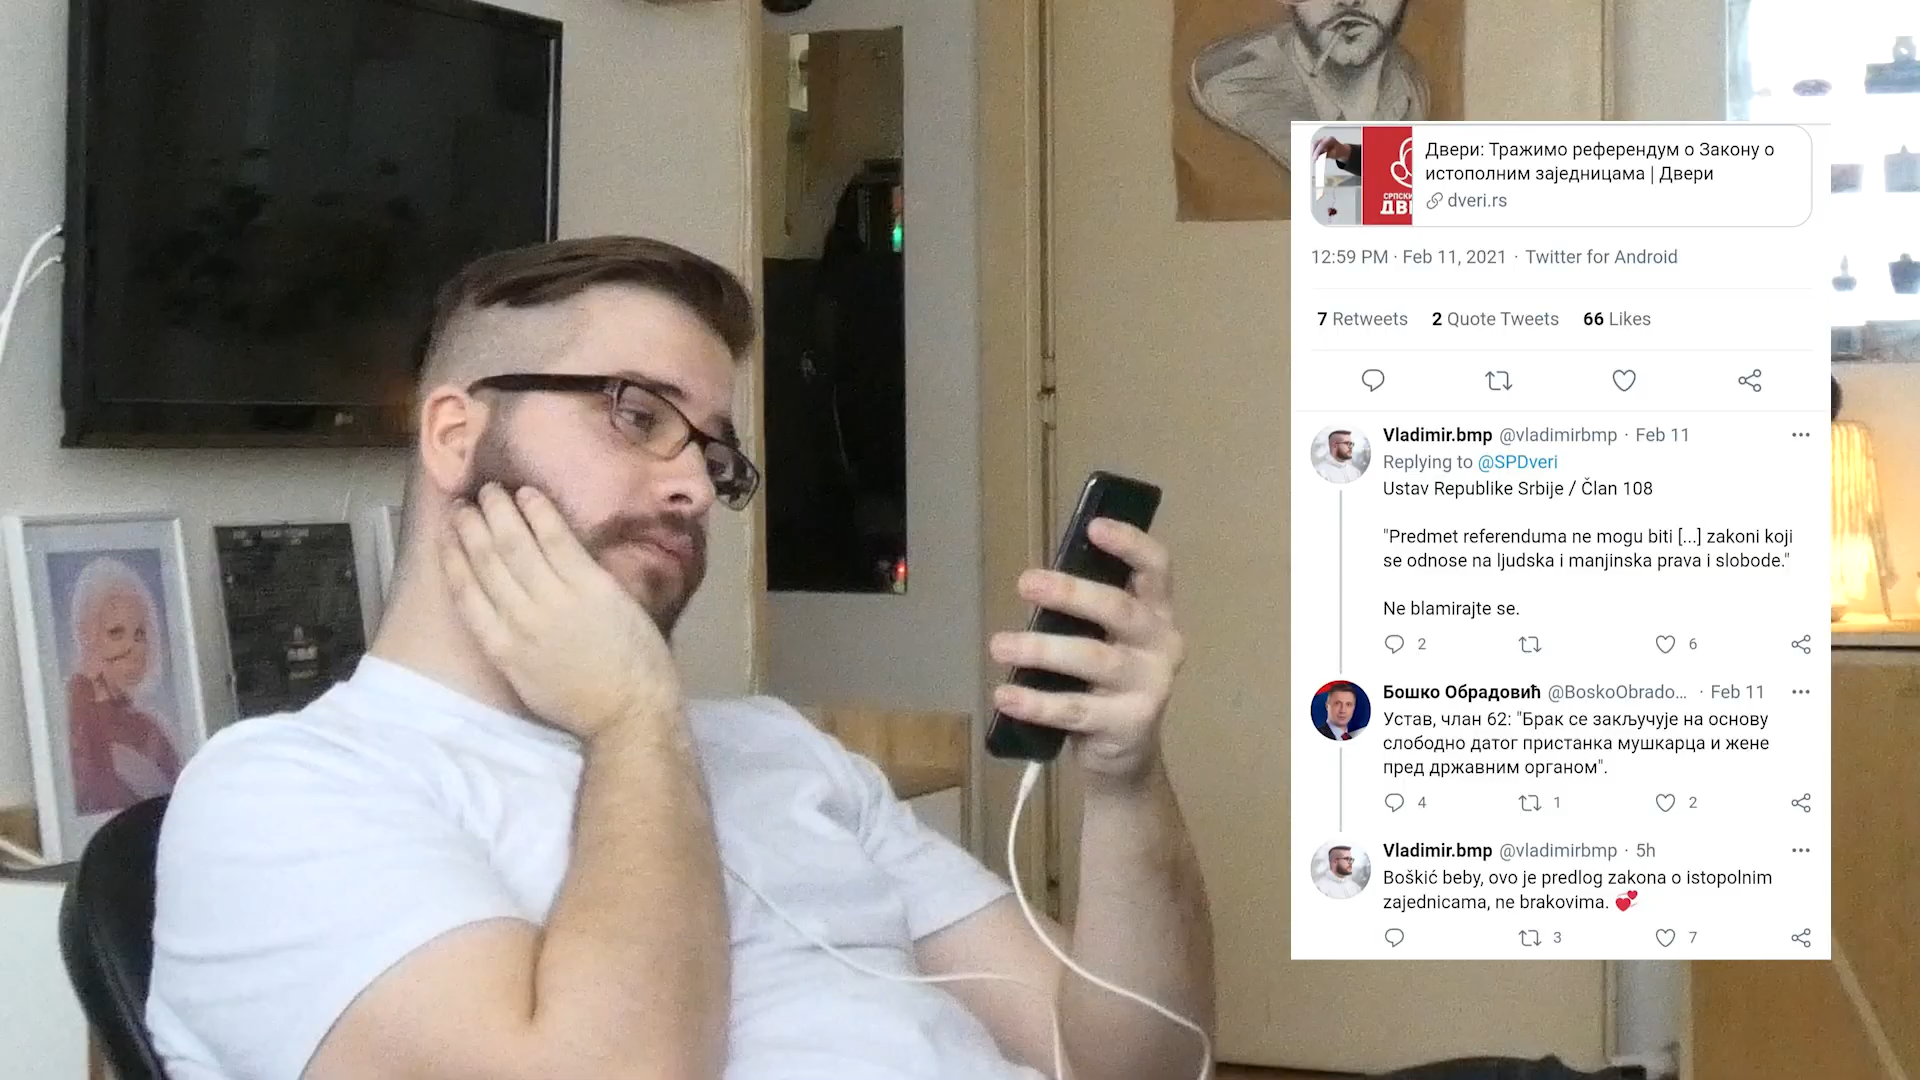 Двери: Тражимо референдум о Закону о
истополним заједницама | Двери
dveri.rs
12:59 PM · Feb 11, 2021 · Twitter for Android
7 Retweets 2 Quote Tweets 66 Likes
Vladimir.bmp @vladimirbmp · Feb 11
Replying to @SPDveri
Ustav Republike Srbije / Član 108
"Predmet referenduma ne mogu biti [...] zakoni koji
se odnose na ljudska i manjinska prava i slobode."
Ne blamirajte se.
2 6
Бошко Обрадовић @BoskoObrado... · Feb 11
Устав, члан 62: "Брак се закључује на основу
слободно датог пристанка мушкарца и жене
пред државним органом".
4 1 2
Vladimir.bmp @vladimirbmp · 5h
Boškić beby, ovo je predlog zakona o istopolnim
zajednicama, ne brakovima. 💞
3 7